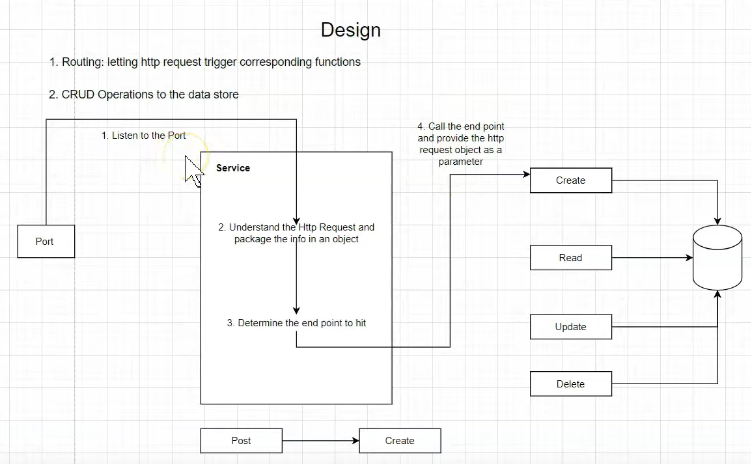 Design
1. Routing: letting http request trigger corresponding functions
2. CRUD Operations to the data store
1. Listen to the Port
4. Call the end point
and provide the http
request object as a
parameter
Service
Create
Port
2. Understand the Http Request and
package the info in an object
Read
3. Determine the end point to hit
Update
Delete
Post
Create